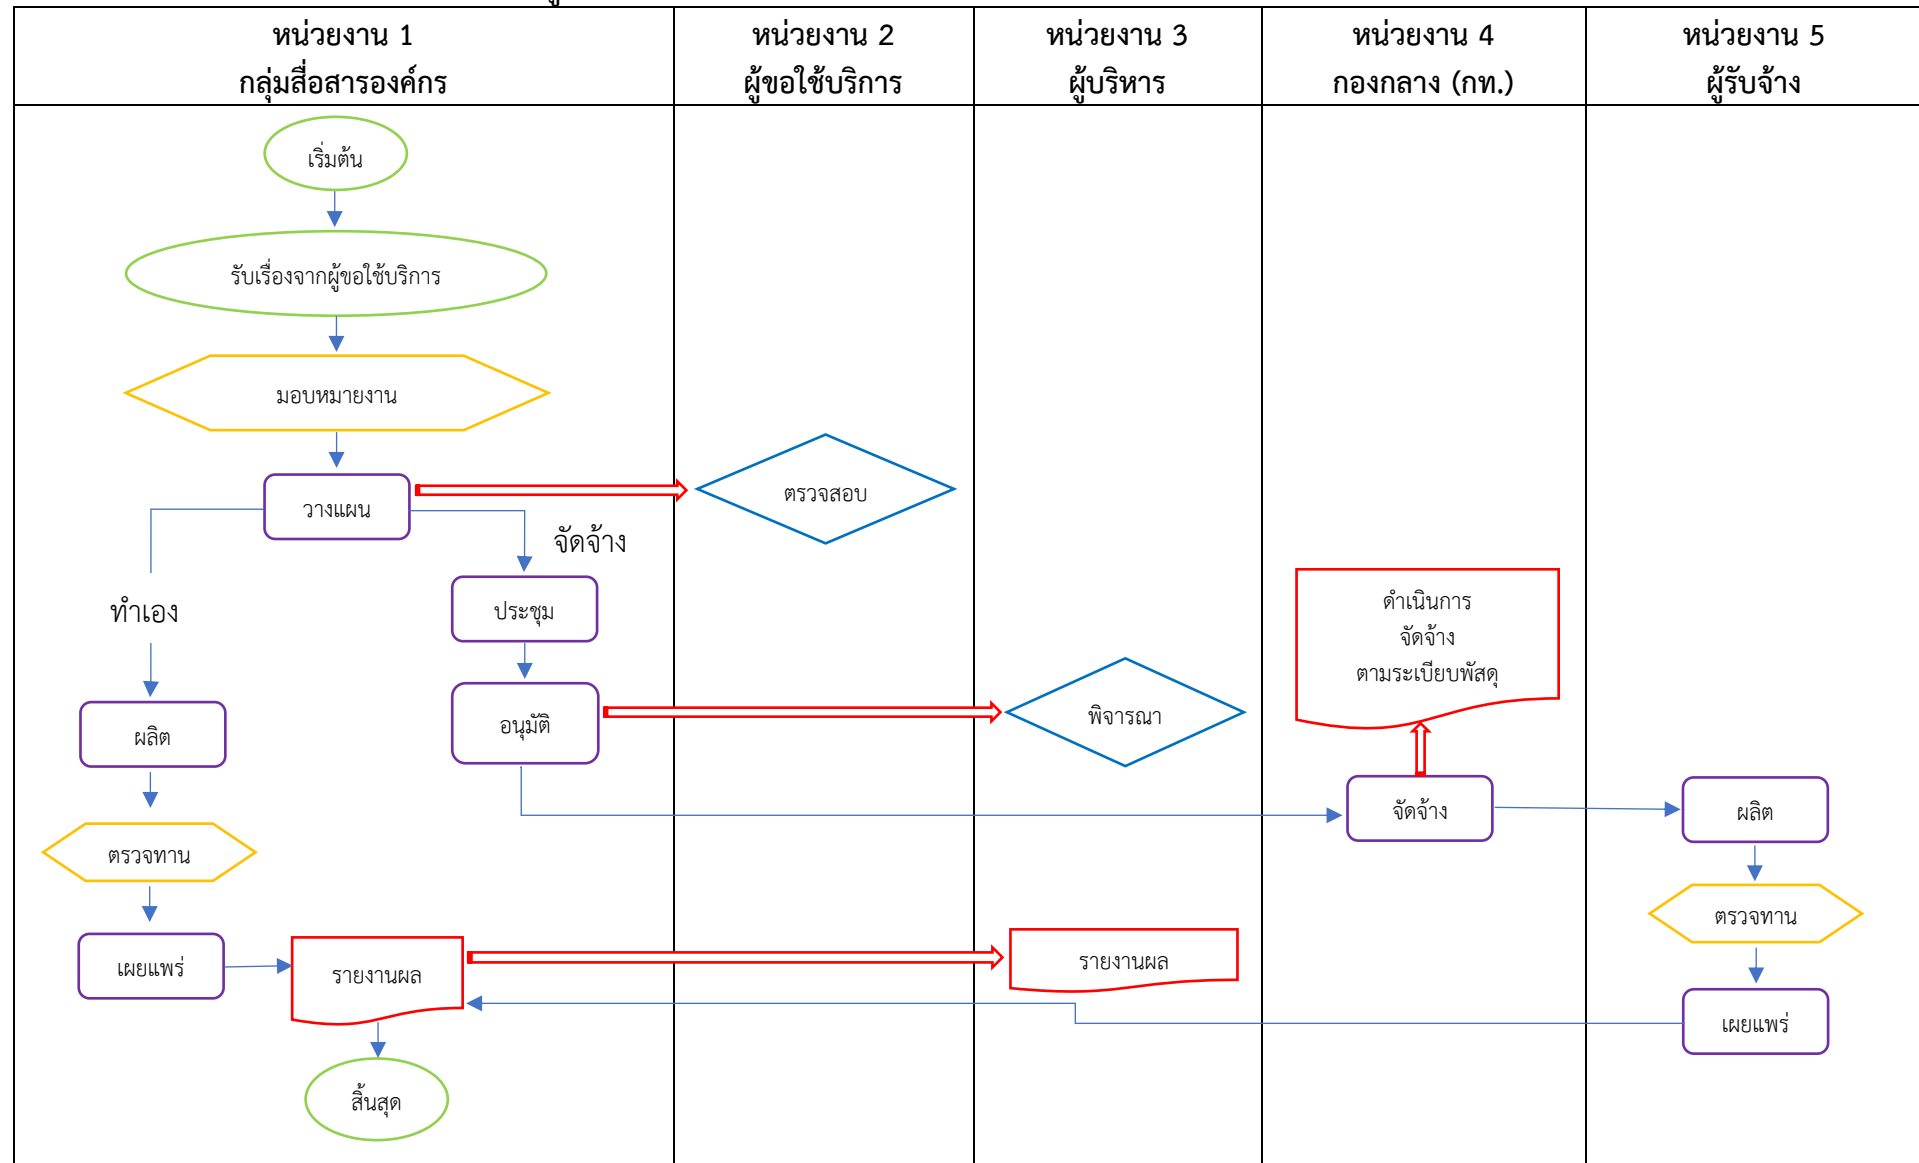 หน่วยงาน 1
กลุ่มสื่อสารองค์กร
หน่วยงาน 2
ผู้ขอใช้บริการ
หน่วยงาน 3
ผู้บริหาร
หน่วยงาน 4
กองกลาง (กท.)
หน่วยงาน 5
ผู้รับจ้าง
เริ่มต้น
รับเรื่องจากผู้ขอใช้บริการ
มอบหมายงาน
วางแผน
ตรวจสอบ
จัดจ้าง
ทำเอง
ประชุม
ดำเนินการ
จัดจ้าง
ตามระเบียบพัสดุ
อนุมัติ
พิจารณา
ผลิต
จัดจ้าง
ผลิต
ตรวจทาน
ตรวจทาน
เผยแพร่
รายงานผล
รายงานผล
เผยแพร่
สิ้นสุด